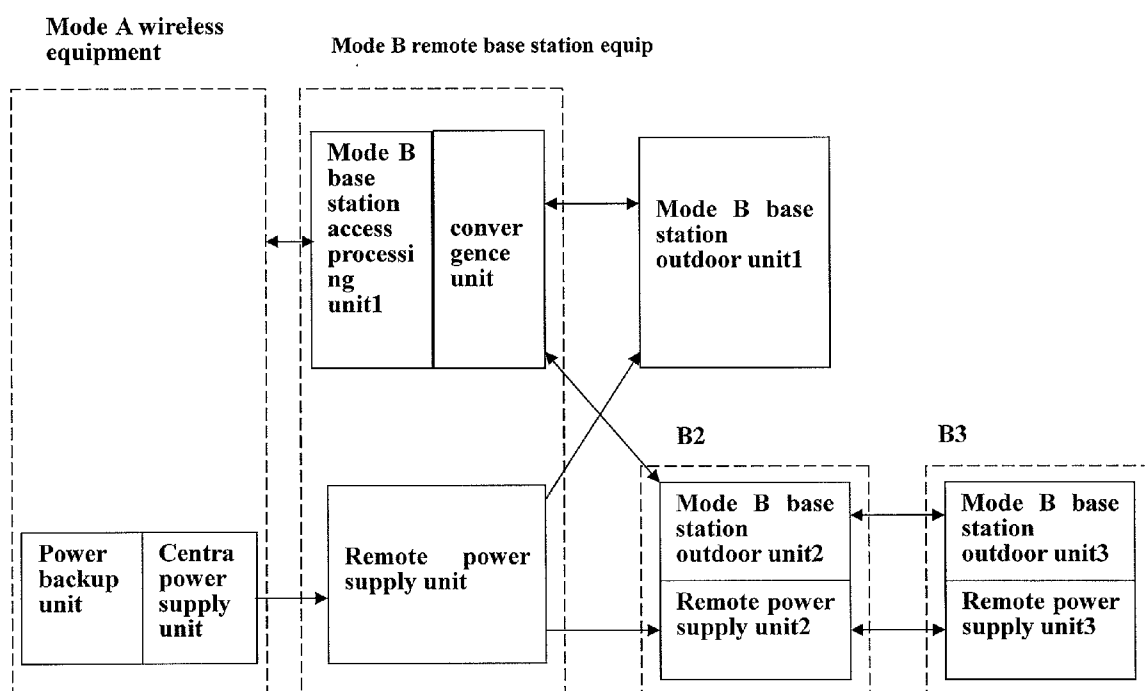 Mode A wireless
equipment
Mode B remote base station equip
Mode B
base
station
access
processi
ng
unit1
conver
gence
unit
Mode B base
station
outdoor unit1
B2
B3
Power
backup
unit
Centra
power
supply
unit
Remote power
supply unit
Mode B base
station
outdoor unit2
Remote power
supply unit2
Mode B base
station
outdoor unit3
Remote power
supply unit3